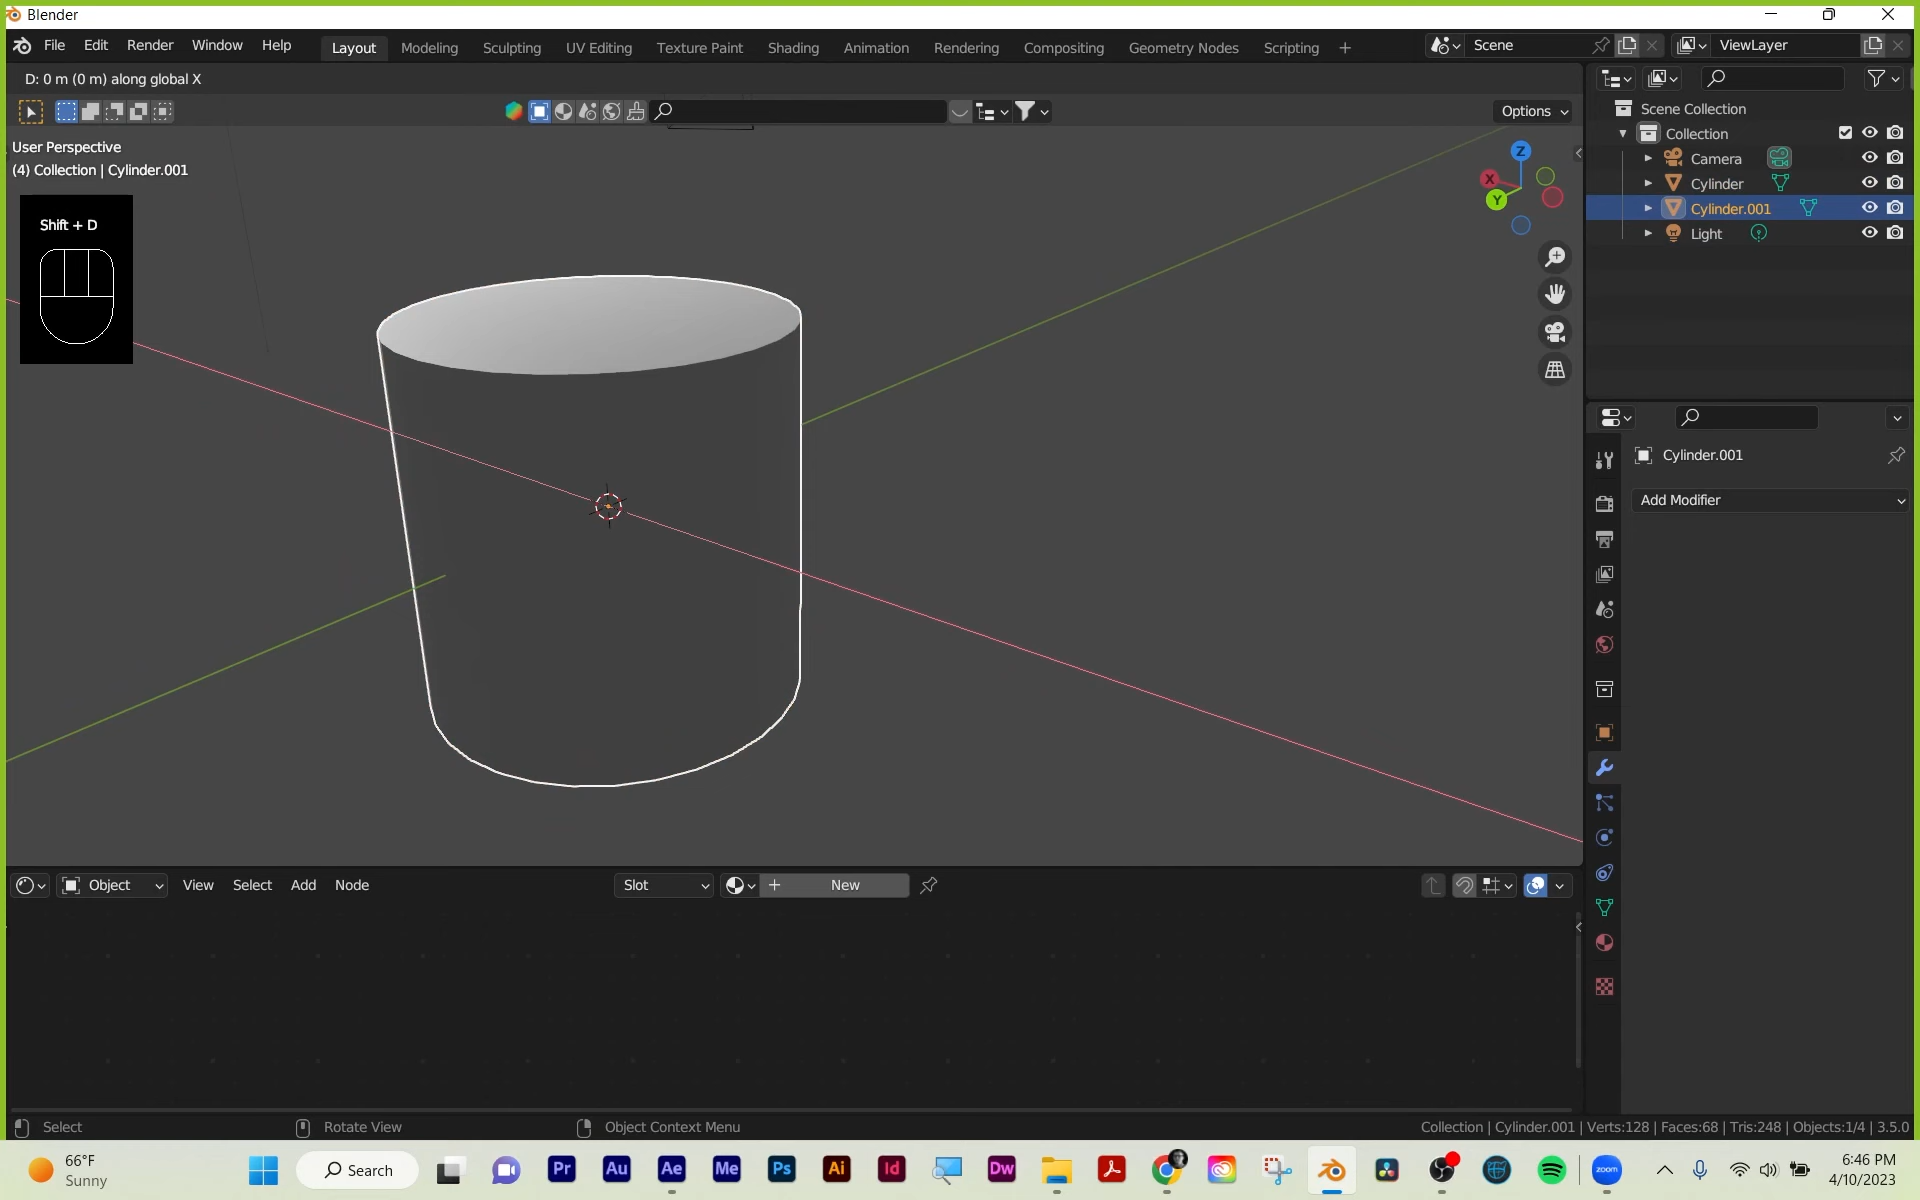 Blender
File Edit Render Window Help Layout Modeling Sculpting UV Editing Texture Paint Shading Animation Rendering Compositing Geometry Nodes Scripting + Scene ViewLayer
D: 0 m (0 m) along global X
Options
User Perspective
(4) Collection | Cylinder.001
Shift + D
Z
X
Y
Scene Collection
Collection
Camera
Cylinder
Cylinder.001
Light
Cylinder.001
Add Modifier
Object View Select Add Node Slot New
Select Rotate View Object Context Menu Collection | Cylinder.001 | Verts:128 | Faces:68 | Tris:248 | Objects:1/4 | 3.5.0
66°F
Sunny
Search
Pr Au Ae Me Ps Ai Id Dw zoom
6:46 PM
4/10/2023